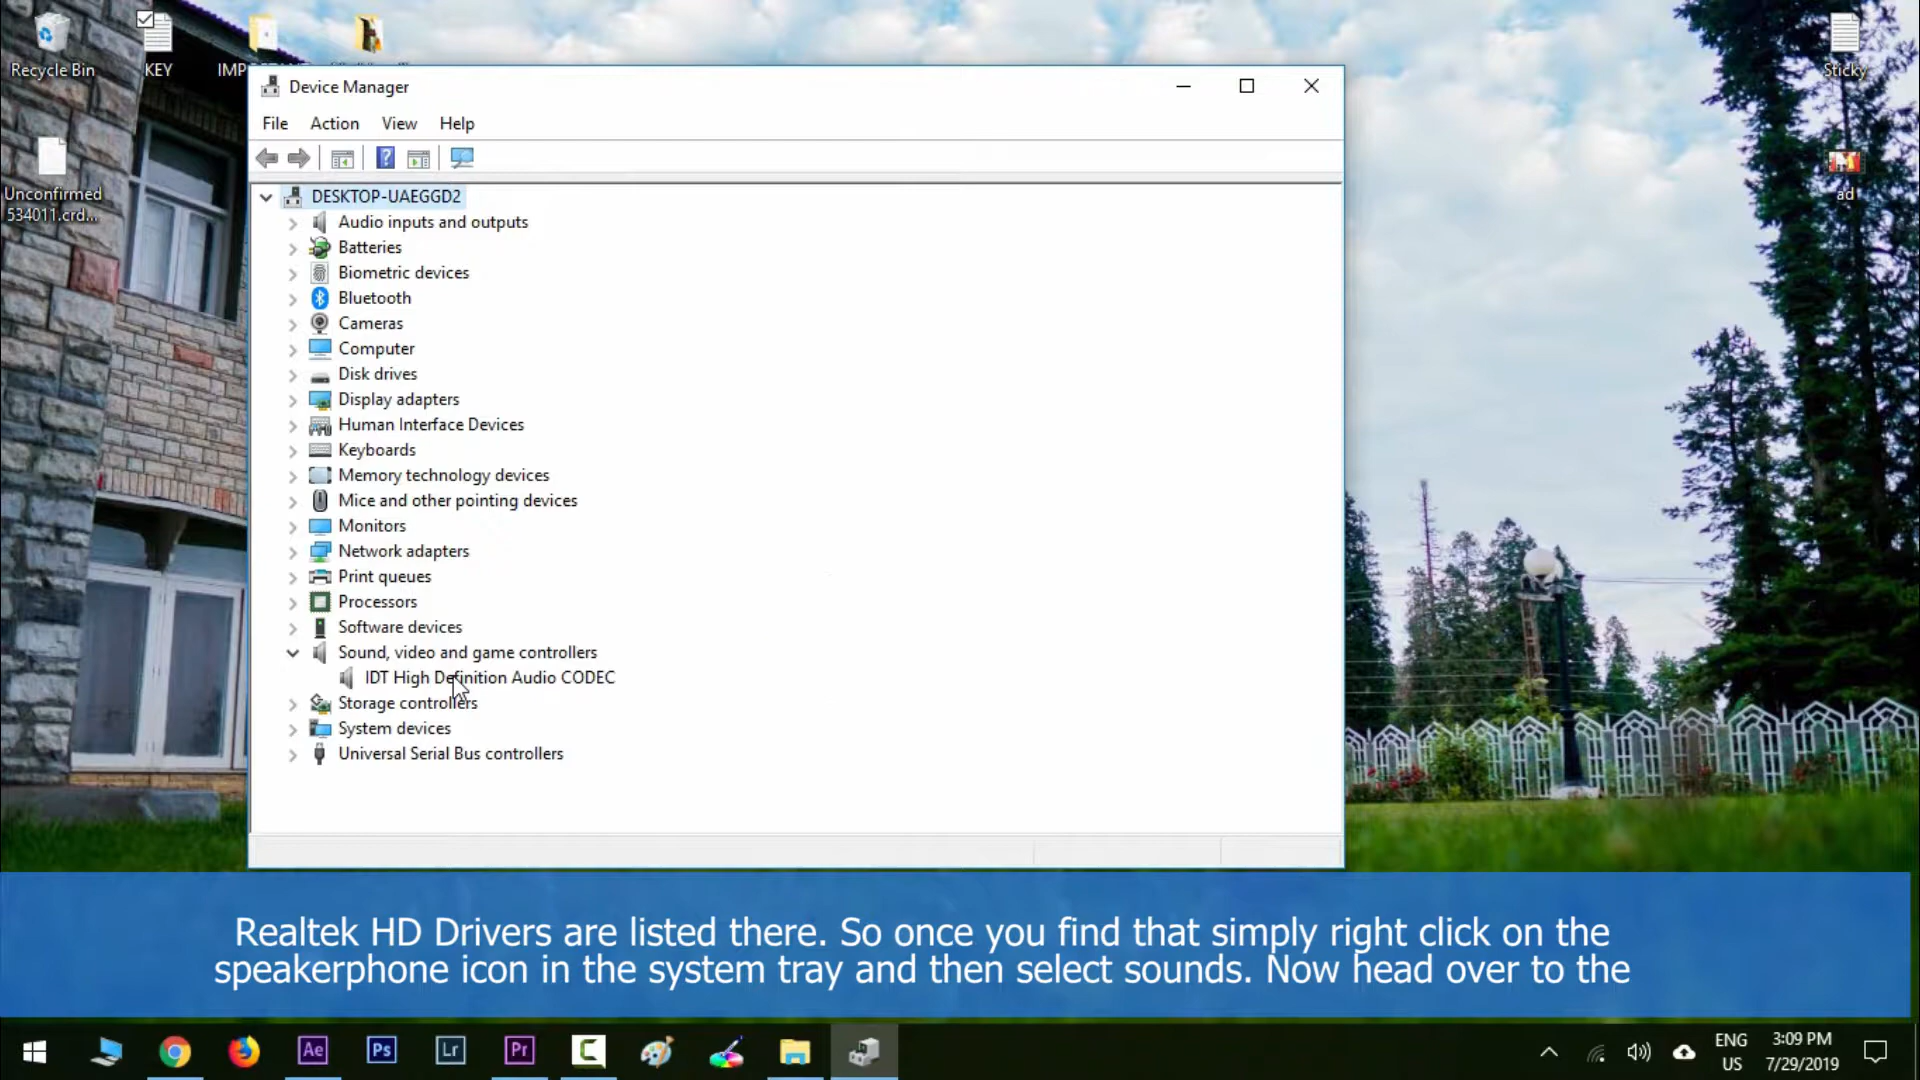 Recycle Bin
KEY
Sticky
Unconfirmed
534011.crd...
ad
Device Manager
File
Action
View
Help
DESKTOP-UAEGGD2
Audio inputs and outputs
Batteries
Biometric devices
Bluetooth
Cameras
Computer
Disk drives
Display adapters
Human Interface Devices
Keyboards
Memory technology devices
Mice and other pointing devices
Monitors
Network adapters
Print queues
Processors
Software devices
Sound, video and game controllers
IDT High Definition Audio CODEC
Storage controllers
System devices
Universal Serial Bus controllers
Realtek HD Drivers are listed there. So once you find that simply right click on the
speakerphone icon in the system tray and then select sounds. Now head over to the
Ae
Ps
Lr
Pr
ENG
US
3:09 PM
7/29/2019